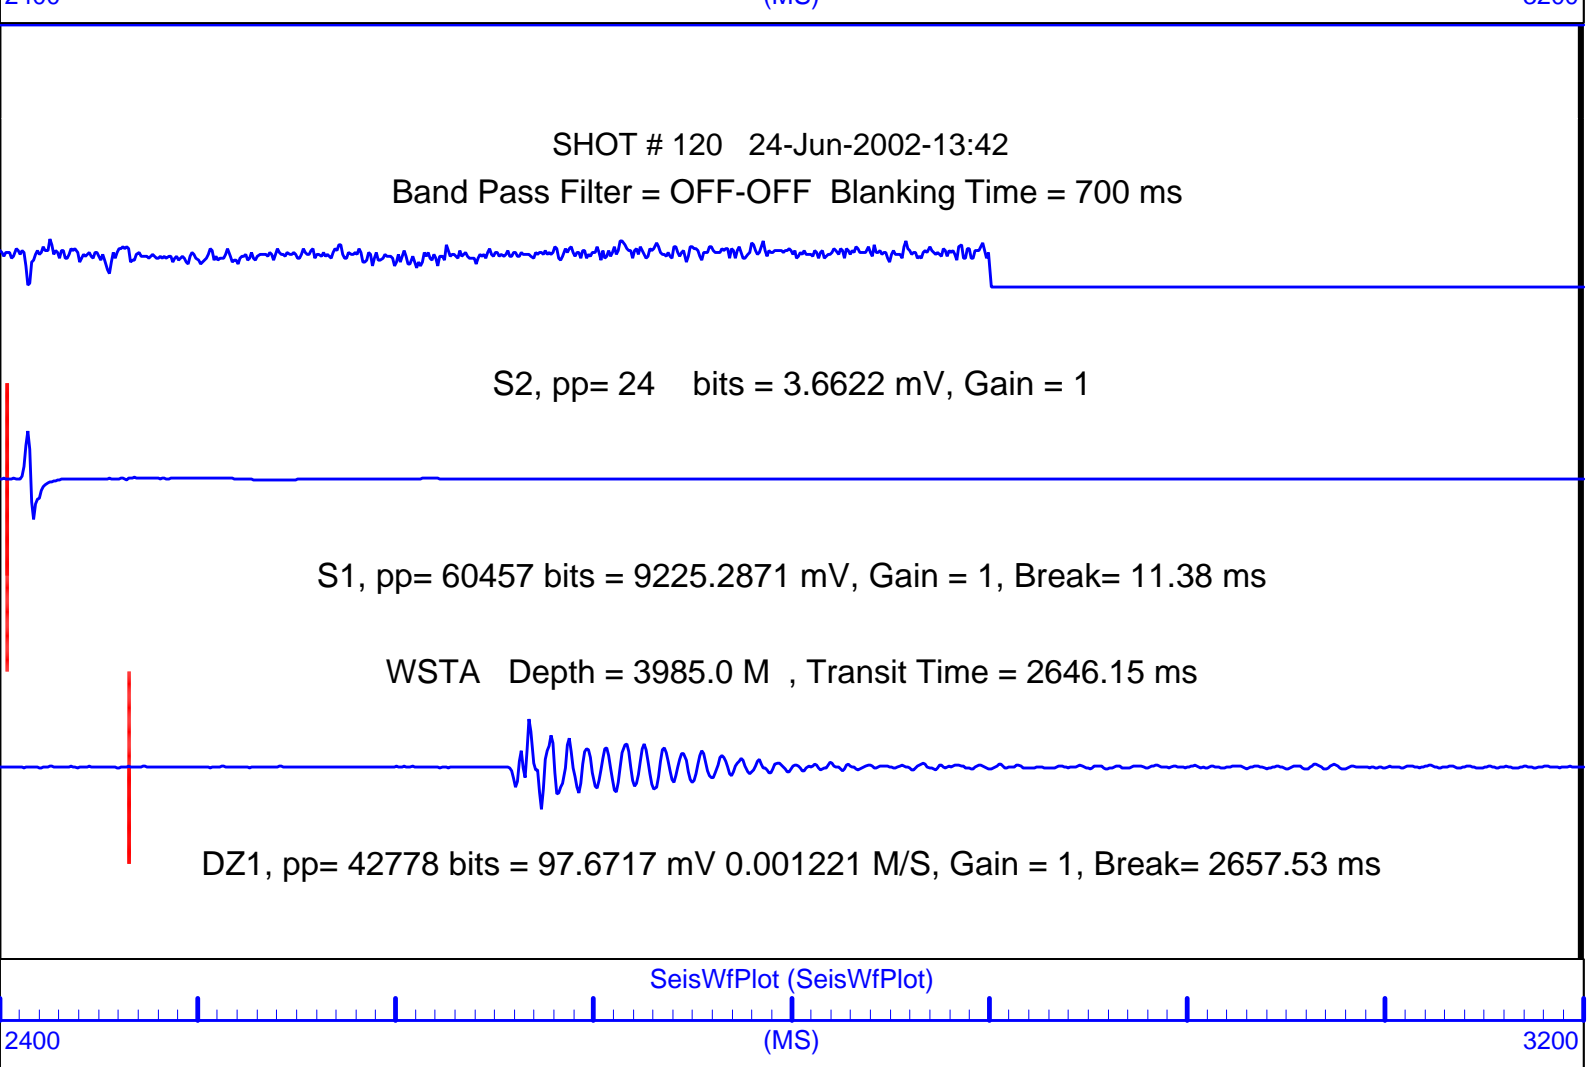 2400 (MS) 3200
SHOT # 120 24-Jun-2002-13:42
Band Pass Filter = OFF-OFF Blanking Time = 700 ms
S2, pp= 24 bits = 3.6622 mV, Gain = 1
S1, pp= 60457 bits = 9225.2871 mV, Gain = 1, Break= 11.38 ms
WSTA Depth = 3985.0 M , Transit Time = 2646.15 ms
DZ1, pp= 42778 bits = 97.6717 mV 0.001221 M/S, Gain = 1, Break= 2657.53 ms
SeisWfPlot (SeisWfPlot)
2400 (MS) 3200